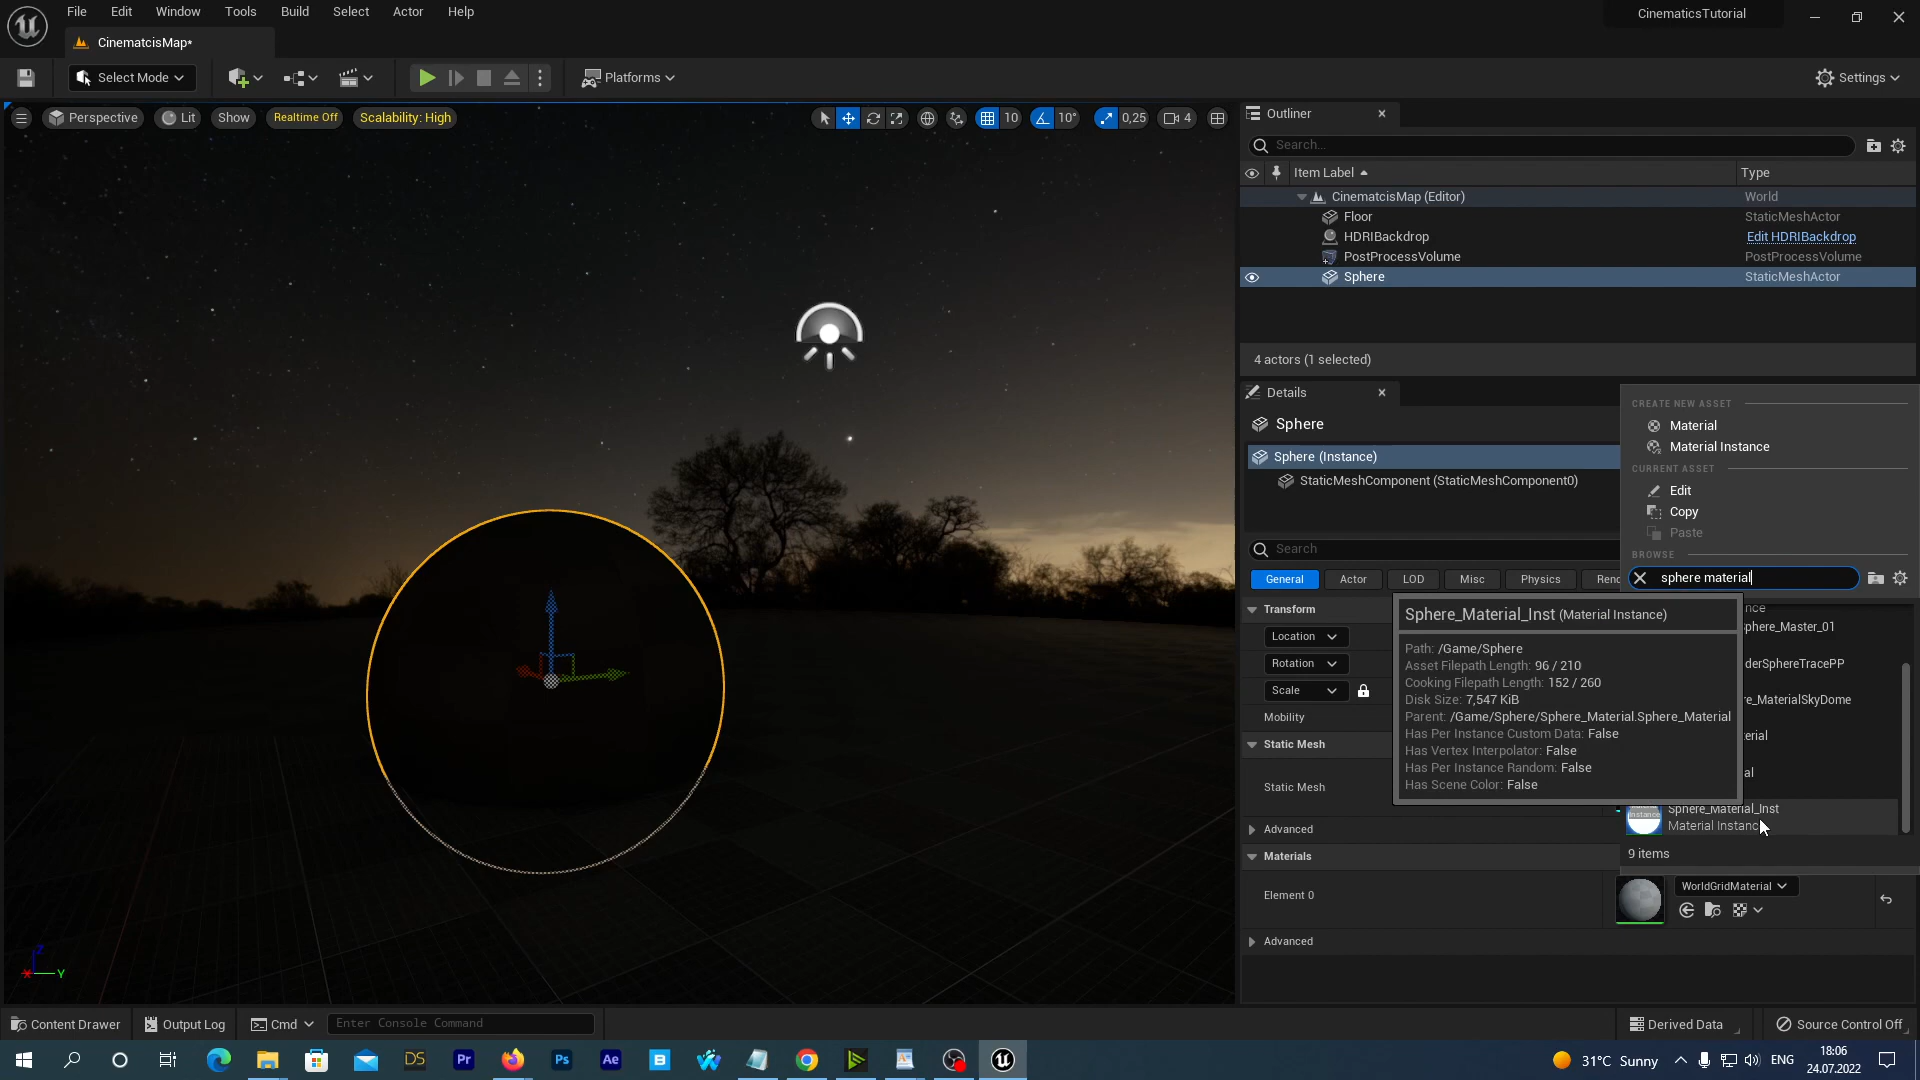 File Edit Window Tools Build Select Actor Help
CinematicsTutorial
CinematcisMap*
Select Mode
Platforms
Settings
Perspective Lit Show Realtime Off Scalability: High
10 10° 0,25 4
Outliner
Search...
Item Label Type
CinematcisMap (Editor) World
Floor StaticMeshActor
HDRIBackdrop Edit HDRIBackdrop
PostProcessVolume PostProcessVolume
Sphere StaticMeshActor
4 actors (1 selected)
Details
Sphere
Sphere (Instance)
StaticMeshComponent (StaticMeshComponent0)
Search
General Actor LOD Misc Physics
Transform
Location
Rotation
Scale
Mobility
Static Mesh
Static Mesh
Advanced
Materials
Element 0
WorldGridMaterial
Advanced
CREATE NEW ASSET
Material
Material Instance
CURRENT ASSET
Edit
Copy
Paste
BROWSE
sphere material
Sphere_Material_Inst (Material Instance)
Path: /Game/Sphere
Asset Filepath Length: 96 / 210
Cooking Filepath Length: 152 / 260
Disk Size: 7,547 KiB
Parent: /Game/Sphere/Sphere_Material.Sphere_Material
Has Per Instance Custom Data: False
Has Vertex Interpolator: False
Has Per Instance Random: False
Has Scene Color: False
Sphere_Material_Inst
Material Instance
9 items
Content Drawer Output Log Cmd Enter Console Command
Derived Data Source Control Off
DS Pr Ps Ae
31°C Sunny ENG
18:06
24.07.2022